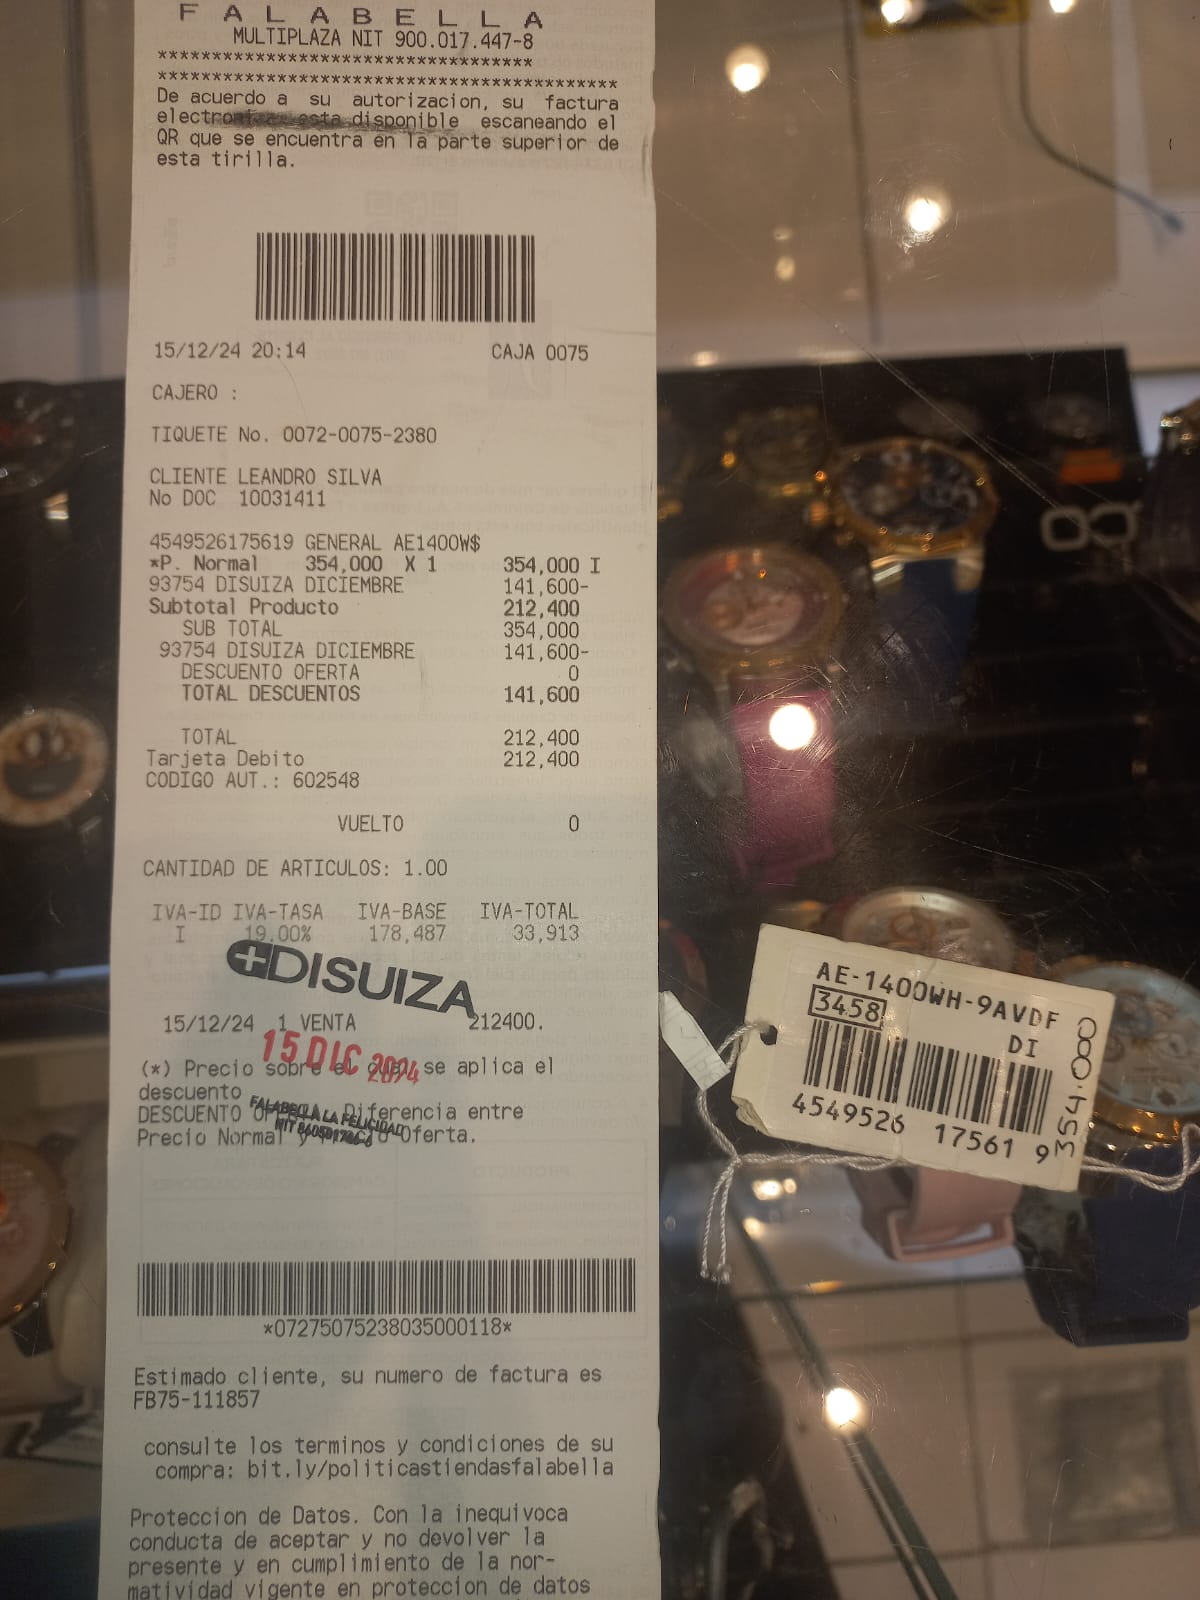 FALABELLA
MULTIPLAZA NIT 900.017.447-8
***********************************
*******************************************
De acuerdo a su autorizacion, su factura
electronica esta disponible escaneando el
QR que se encuentra en la parte superior de
esta tirilla.
15/12/24 20:14 CAJA 0075
CAJERO :
TIQUETE No. 0072-0075-2380
CLIENTE LEANDRO SILVA
No DOC 10031411
4549526175619 GENERAL AE1400W$
*P. Normal 354,000 X 1 354,000 I
93754 DISUIZA DICIEMBRE 141,600-
Subtotal Producto 212,400
SUB TOTAL 354,000
93754 DISUIZA DICIEMBRE 141,600-
DESCUENTO OFERTA 0
TOTAL DESCUENTOS 141,600
TOTAL 212,400
Tarjeta Debito 212,400
CODIGO AUT.: 602548
VUELTO 0
CANTIDAD DE ARTICULOS: 1.00
IVA-ID IVA-TASA IVA-BASE IVA-TOTAL
I 19.00% 178,487 33,913
DISUIZA
15/12/24 1 VENTA 212400.
15 DIC 2024
(*) Precio sobre el cual se aplica el
descuento
FALABELLA LA FELICIDAD
DESCUENTO Diferencia entre
Precio Normal y Oferta.
*07275075238035000118*
Estimado cliente, su numero de factura es
FB75-111857
consulte los terminos y condiciones de su
compra: bit.ly/politicastiendasfalabella
Proteccion de Datos. Con la inequivoca
conducta de aceptar y no devolver la
presente y en cumplimiento de la nor-
matividad vigente en proteccion de datos
AE-1400WH-9AVDF
3458
DI
4549526 17561 9
354.000